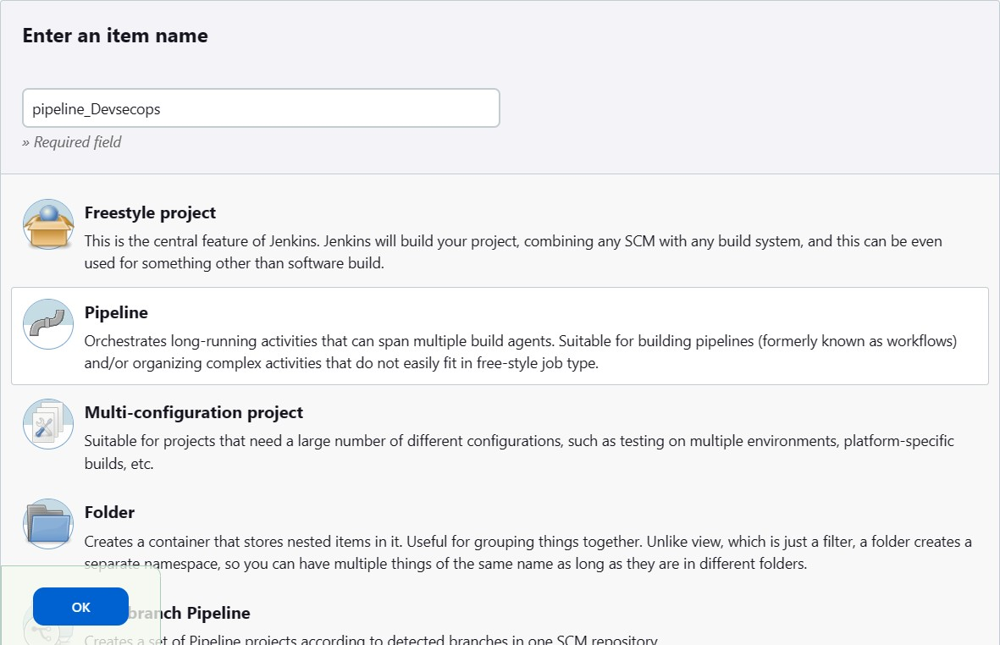 Enter an item name
pipeline_Devsecops
» Required field
Freestyle project
This is the central feature of Jenkins. Jenkins will build your project, combining any SCM with any build system, and this can be even
used for something other than software build.
Pipeline
Orchestrates long-running activities that can span multiple build agents. Suitable for building pipelines (formerly known as workflows)
and/or organizing complex activities that do not easily fit in free-style job type.
Multi-configuration project
Suitable for projects that need a large number of different configurations, such as testing on multiple environments, platform-specific
builds, etc.
Folder
Creates a container that stores nested items in it. Useful for grouping things together. Unlike view, which is just a filter, a folder creates a
separate namespace, so you can have multiple things of the same name as long as they are in different folders.
OK
branch Pipeline
Creates a set of Pipeline projects according to detected branches in one SCM repository.